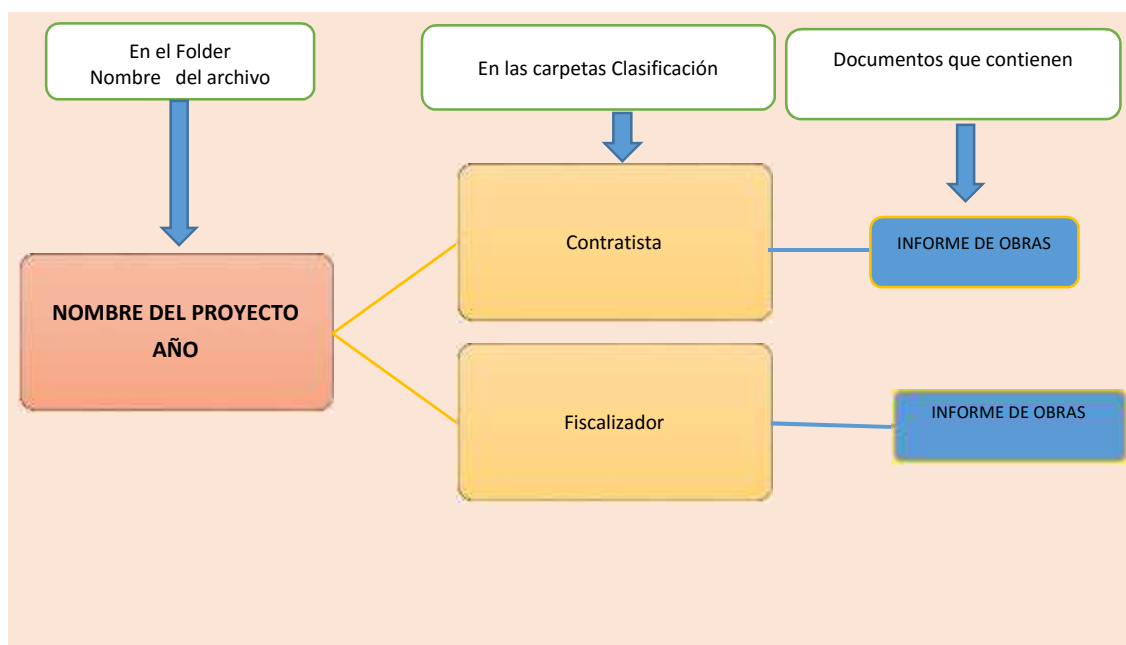 En el Folder
Nombre del archivo
En las carpetas Clasificación
Documentos que contienen
NOMBRE DEL PROYECTO
AÑO
Contratista
INFORME DE OBRAS
Fiscalizador
INFORME DE OBRAS